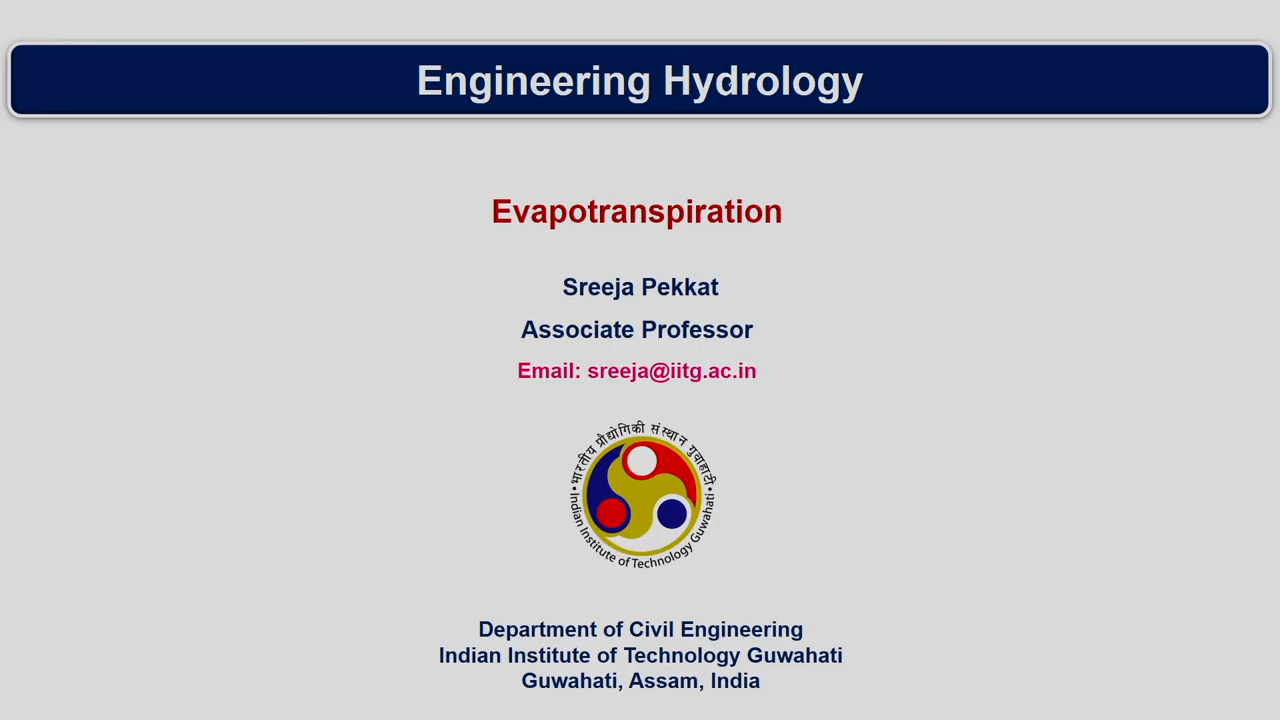 Engineering Hydrology
Evapotranspiration
Sreeja Pekkat
Associate Professor
Email: sreeja@iitg.ac.in
भारतीय प्रौद्योगिकी संस्थान गुवाहाटी
Indian Institute of Technology Guwahati
Department of Civil Engineering
Indian Institute of Technology Guwahati
Guwahati, Assam, India